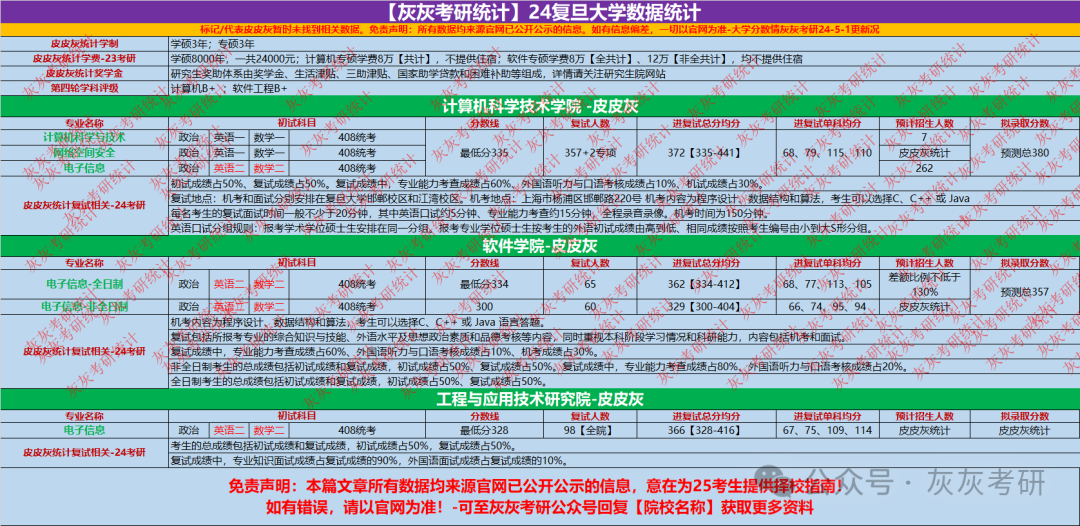 【灰灰考研统计】24复旦大学数据统计
标记/代表皮皮灰暂时未找到相关数据。免责声明：所有数据均来源官网已公开公示的信息。如有信息偏差，一切以官网为准-大学分数情灰灰考研24-5-1更新况
皮皮灰统计学制 学硕3年；专硕3年
皮皮灰统计学费-23考研 学硕8000年，一共24000元；计算机专硕学费8万【共计】，不提供住宿；软件专硕学费8万【全共计】、12万【非全共计】，均不提供住宿
皮皮灰统计奖学金 研究生奖助体系由奖学金、生活津贴、三助津贴、国家助学贷款和困难补助等组成，详情请关注研究生院网站
第四轮学科评级 计算机B+ ；软件工程B+
计算机科学技术学院 -皮皮灰
专业名称 初试科目 分数线 复试人数 进复试总分均分 进复试单科均分 预计招生人数 拟录取分数
计算机科学与技术 政治 英语一 数学一 408统考 最低分335 357+2专项 372【335-441】 68、79、115、110 7 预测总380
网络空间安全 政治 英语一 数学一 408统考 皮皮灰统计
电子信息 政治 英语二 数学二 408统考 262
皮皮灰统计复试相关-24考研
初试成绩占50%、复试成绩占50%。复试成绩中，专业能力考查成绩占60%、外国语听力与口语考核成绩占10%、机试成绩占30%。
复试地点：机考和面试分别安排在复旦大学邯郸校区和江湾校区。机考地点：上海市杨浦区邯郸路220号 机考内容为程序设计、数据结构和算法，考生可以选择C、C++ 或 Java
每名考生的复试面试时间一般不少于20分钟，其中英语口试约5分钟、专业能力考查约15分钟，全程录音录像。机考时间为150分钟。
英语口试分组规则：报考学术学位硕士生安排在同一分组。报考专业学位硕士生按考生的外语初试成绩由高到低、相同成绩按照考生编号由小到大S形分组。
软件学院-皮皮灰
专业名称 初试科目 分数线 复试人数 进复试总分均分 进复试单科均分 预计招生人数 拟录取分数
电子信息-全日制 政治 英语二 数学二 408统考 最低分334 65 362【334-412】 68、77、113、105 差额比例不低于130% 预测总357
电子信息-非全日制 政治 英语二 数学二 408统考 300 60 329【300-404】 66、74、95、94 皮皮灰统计
皮皮灰统计复试相关-24考研
机考内容为程序设计、数据结构和算法，考生可以选择C、C++ 或 Java 语言答题。
复试包括所报考专业的综合知识与技能、外语水平及思想政治素质和品德考核等内容，同时重视本科阶段学习情况和科研能力，内容包括机考和面试。
复试成绩中，专业能力考查成绩占60%、外国语听力与口语考核成绩占10%、机考成绩占30%。
非全日制考生的总成绩包括初试成绩和复试成绩，初试成绩占50%、复试成绩占50%。复试成绩中，专业能力考查成绩占80%、外国语听力与口语考核成绩占20%。
全日制考生的总成绩包括初试成绩和复试成绩，初试成绩占50%、复试成绩占50%。
工程与应用技术研究院-皮皮灰
专业名称 初试科目 分数线 复试人数 进复试总分均分 进复试单科均分 预计招生人数 拟录取分数
电子信息 政治 英语二 数学二 408统考 最低分328 98【全院】 366【328-416】 67、75、109、114 皮皮灰统计 皮皮灰统计
皮皮灰统计复试相关-24考研
考生的总成绩包括初试成绩和复试成绩，初试成绩占50%，复试成绩占50%。
复试成绩中，专业知识面试成绩占复试成绩的90%，外国语面试成绩占复试成绩的10%。
免责声明：本篇文章所有数据均来源官网已公开公示的信息，意在为25考生提供择校指南！
如有错误，请以官网为准！-可至灰灰考研公众号回复【院校名称】获取更多资料
公众号·灰灰考研